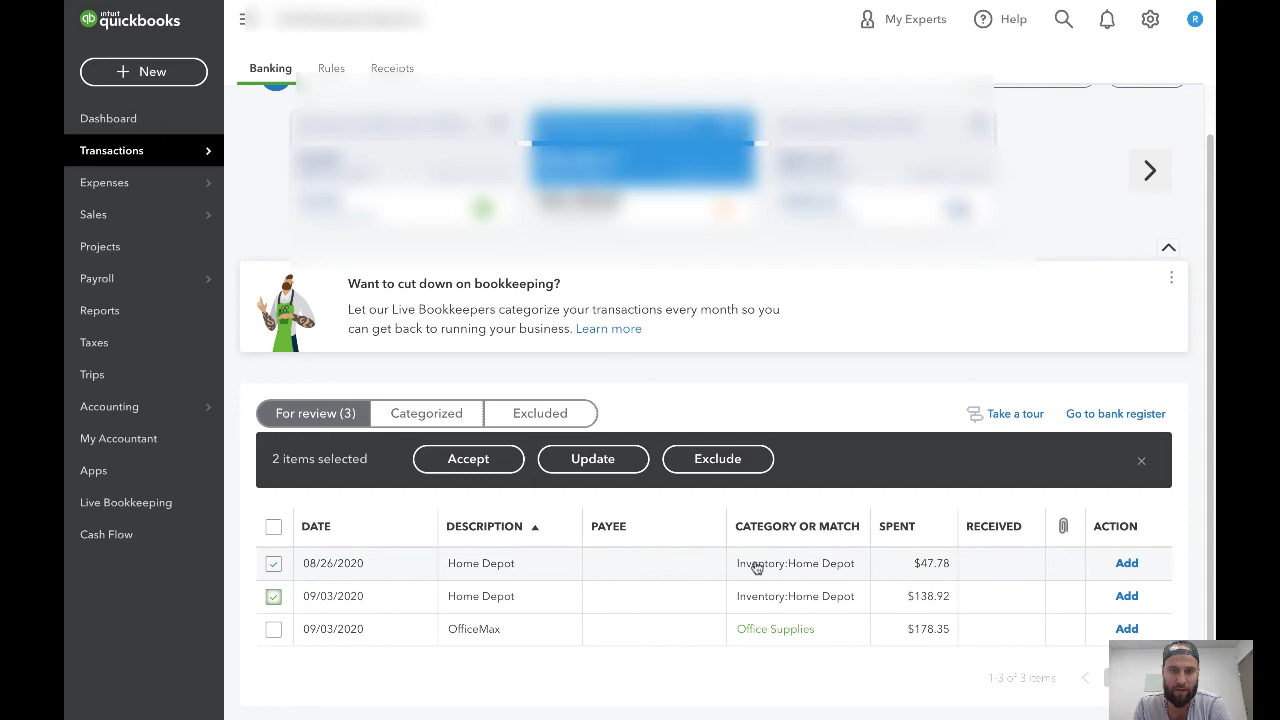 intuit
quickbooks
My Experts
Help
R
+ New
Banking
Rules
Receipts
Dashboard
Transactions
Expenses
Sales
Projects
Payroll
Reports
Taxes
Trips
Accounting
My Accountant
Apps
Live Bookkeeping
Cash Flow
Want to cut down on bookkeeping?
Let our Live Bookkeepers categorize your transactions every month so you
can get back to running your business. Learn more
For review (3)
Categorized
Excluded
Take a tour
Go to bank register
2 items selected
Accept
Update
Exclude
DATE DESCRIPTION PAYEE CATEGORY OR MATCH SPENT RECEIVED ACTION
08/26/2020 Home Depot Inventory:Home Depot $47.78 Add
09/03/2020 Home Depot Inventory:Home Depot $138.92 Add
09/03/2020 OfficeMax Office Supplies $178.35 Add
1-3 of 3 items